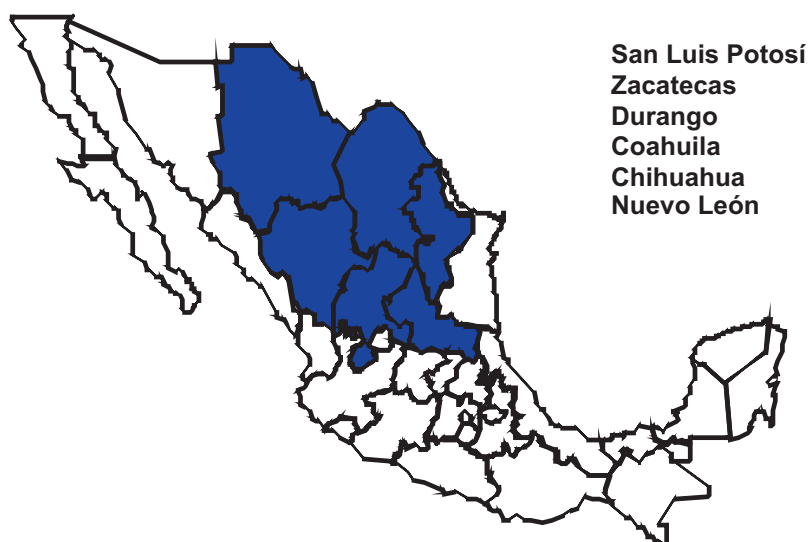 San Luis Potosí
Zacatecas
Durango
Coahuila
Chihuahua
Nuevo León